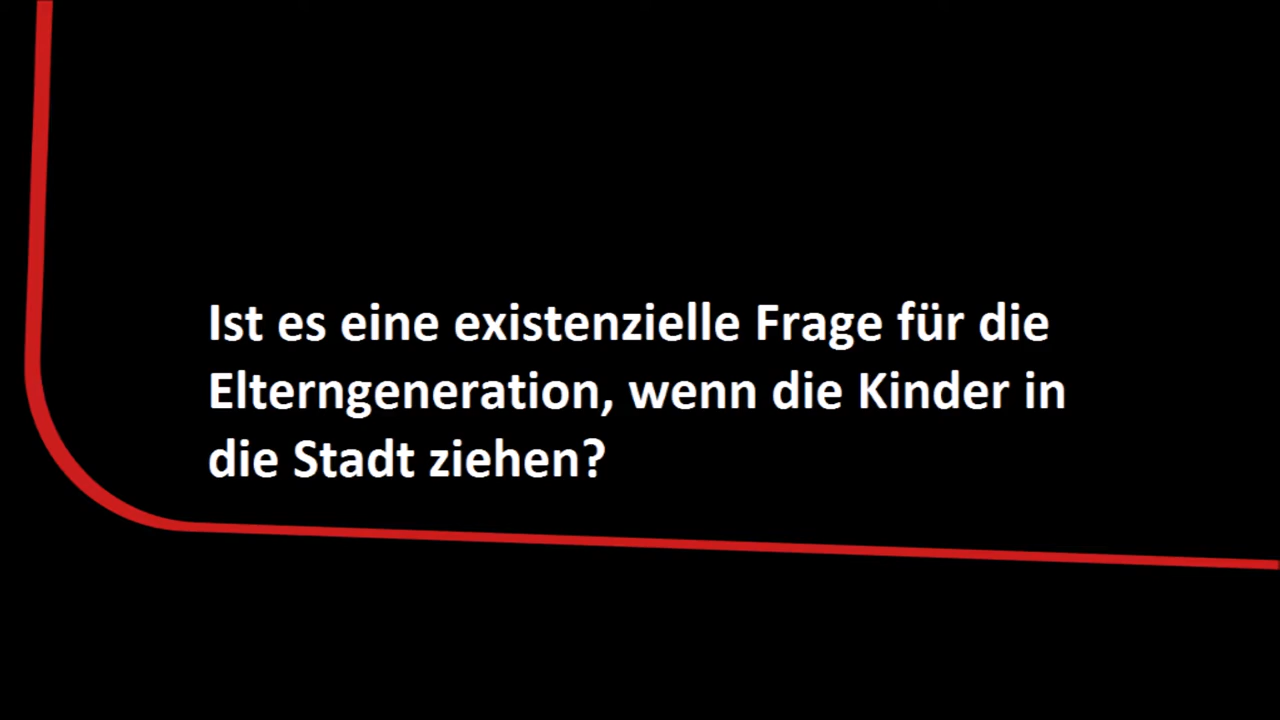 Ist es eine existenzielle Frage für die
Elterngeneration, wenn die Kinder in
die Stadt ziehen?